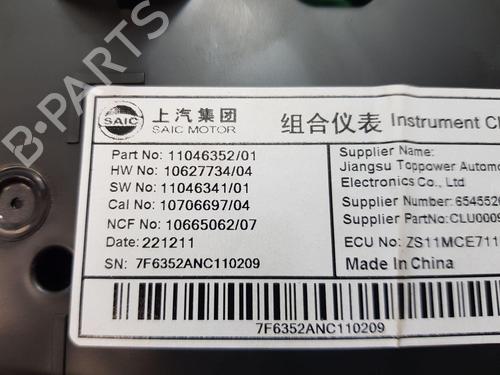 B-PARTS
SAIC
上汽集团
SAIC MOTOR
组合仪表 Instrument
Part No: 11046352/01
HW No: 10627734/04
SW No: 11046341/01
Cal No: 10706697/04
NCF No: 10665062/07
Date: 221211
SN: 7F6352ANC110209
Supplier Name:
Jiangsu Toppower Automo
Electronics Co., Ltd
Supplier Number: 654552
Supplier PartNo: CLU0009
ECU No: ZS11MCE711
Made In China
7F6352ANC110209